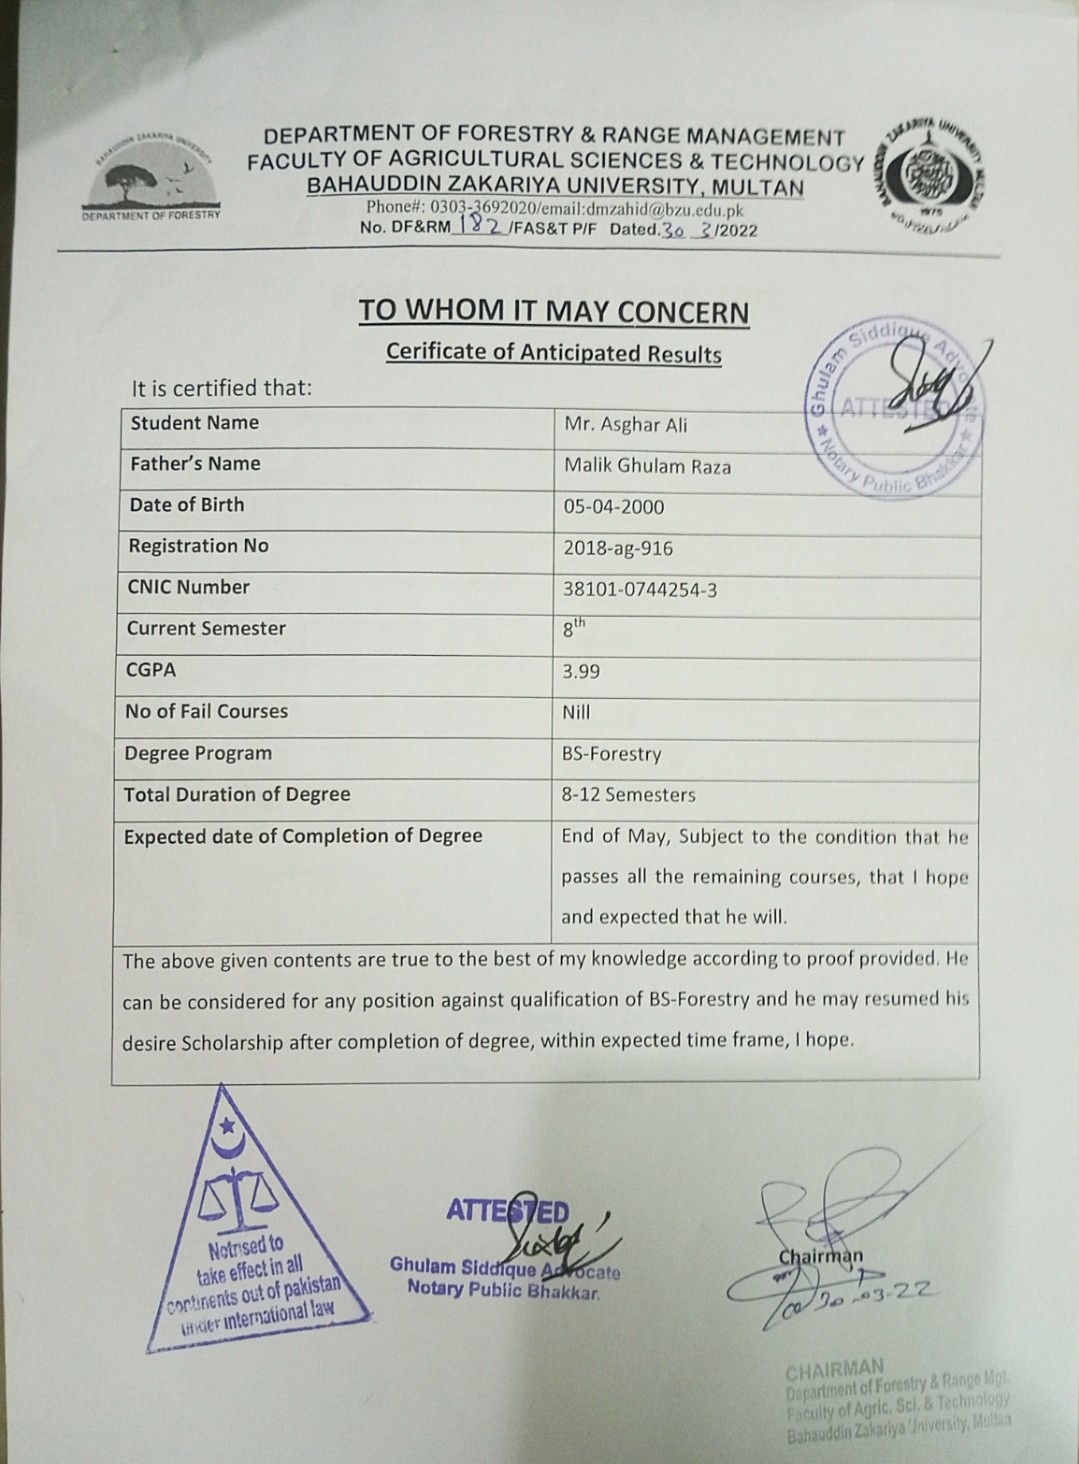 BAHAUDDIN ZAKARIYA UNIVERSITY
DEPARTMENT OF FORESTRY
DEPARTMENT OF FORESTRY & RANGE MANAGEMENT
FACULTY OF AGRICULTURAL SCIENCES & TECHNOLOGY
BAHAUDDIN ZAKARIYA UNIVERSITY, MULTAN
Phone#: 0303-3692020/email:dmzahid@bzu.edu.pk
No. DF&RM 182 /FAS&T P/F Dated.30 3/2022
BAHAUDDIN ZAKARIYA UNIVERSITY MULTAN
1975
TO WHOM IT MAY CONCERN
Cerificate of Anticipated Results
Ghulam Siddique Advocate
ATTESTED
Notary Public Bhakkar
It is certified that:
Student Name Mr. Asghar Ali
Father's Name Malik Ghulam Raza
Date of Birth 05-04-2000
Registration No 2018-ag-916
CNIC Number 38101-0744254-3
Current Semester 8th
CGPA 3.99
No of Fail Courses Nill
Degree Program BS-Forestry
Total Duration of Degree 8-12 Semesters
Expected date of Completion of Degree End of May, Subject to the condition that he
passes all the remaining courses, that I hope
and expected that he will.
The above given contents are true to the best of my knowledge according to proof provided. He
can be considered for any position against qualification of BS-Forestry and he may resumed his
desire Scholarship after completion of degree, within expected time frame, I hope.
Notrised to
take effect in all
continents out of pakistan
under international law
ATTESTED
Ghulam Siddique Advocate
Notary Public Bhakkar.
Chairman
30-03-22
CHAIRMAN
Department of Forestry & Range Mgt.
Faculty of Agric. Sci. & Technology
Bahauddin Zakariya University, Multan